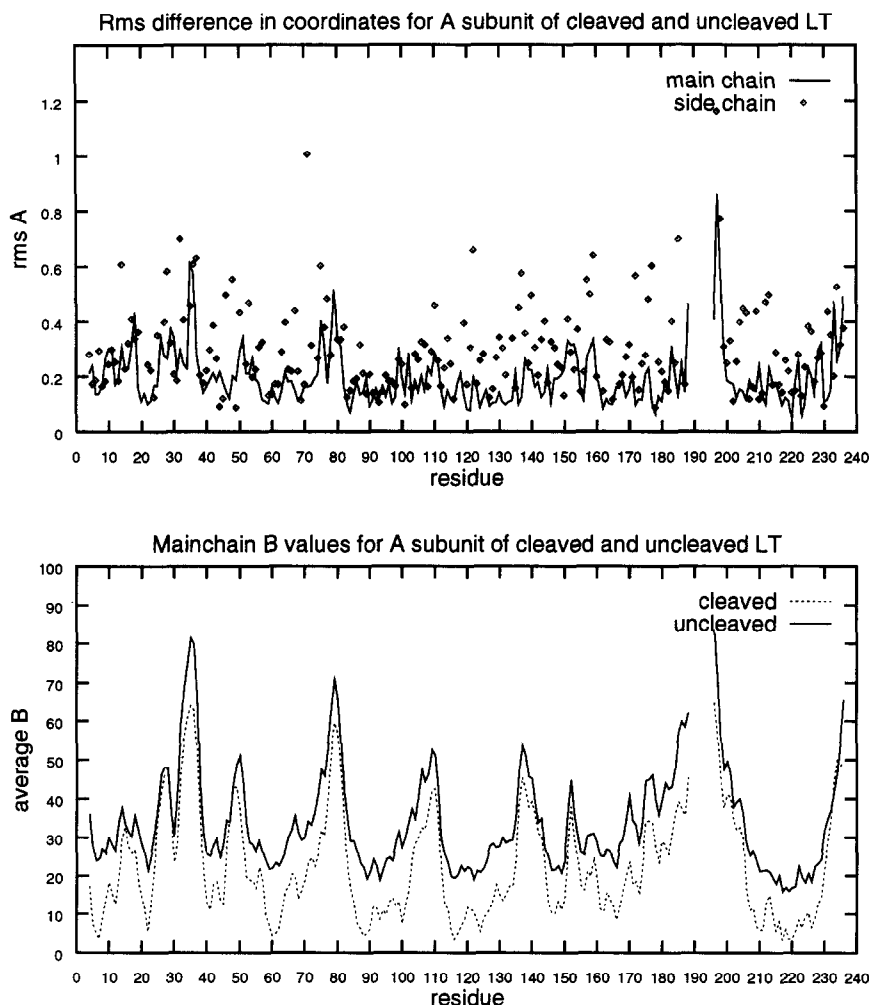 Rms difference in coordinates for A subunit of cleaved and uncleaved LT
main chain
side chain
rms A
1.2
1
0.8
0.6
0.4
0.2
0
0 10 20 30 40 50 60 70 80 90 100 110 120 130 140 150 160 170 180 190 200 210 220 230 240
residue
Mainchain B values for A subunit of cleaved and uncleaved LT
cleaved
uncleaved
average B
100
90
80
70
60
50
40
30
20
10
0
0 10 20 30 40 50 60 70 80 90 100 110 120 130 140 150 160 170 180 190 200 210 220 230 240
residue